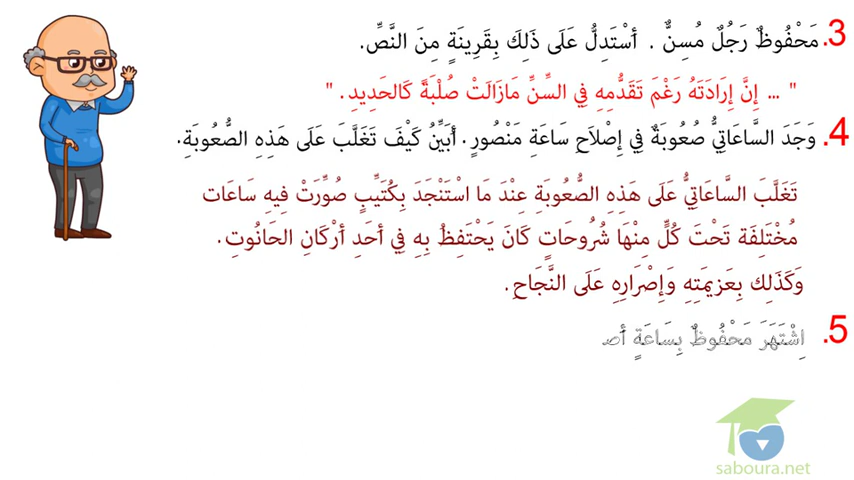 3. مَحْفُوظٌ رَجُلٌ مُسِنٌّ . أَسْتَدِلُّ عَلَى ذَلِكَ بِقَرِينَةٍ مِنَ النَّصِّ.
" ... إِنَّ إِرَادَتَهُ رَغْمَ تَقَدُّمِهِ فِي السِّنِّ مَازَالَتْ صُلْبَةً كَالحَدِيدِ . "
4. وَجَدَ السَّاعَاتِيُّ صُعُوبَةٌ فِي إِصْلَاحِ سَاعَةِ مَنْصُورٍ. أُبَيِّنُ كَيْفَ تَغَلَّبَ عَلَى هَذِهِ الصُّعُوبَةِ.
تَغَلَّبَ السَّاعَاتِيُّ عَلَى هَذِهِ الصُّعُوبَةِ عِنْدَ مَا اسْتَنْجَدَ بِكُتَيِّبٍ صُوِّرَتْ فِيهِ سَاعَات
مُخْتَلِفَة تَحْتَ كُلٍّ مِنْهَا شُرُوحَاتٍ كَانَ يَحْتَفِظُ بِهِ فِي أَحَدِ أَرْكَانِ الحَانُوتِ .
وَكَذَلِك بِعَزِيمَتِهِ وَإِصْرَارِهِ عَلَى النَّجَاحِ .
5. اِشْتَهَرَ مَحْفُوظٌ بِسَاعَةٍ أص
saboura.net